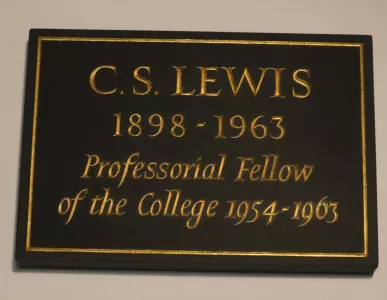 C. S. LEWIS
1898 - 1963
Professorial Fellow
of the College 1954-1963